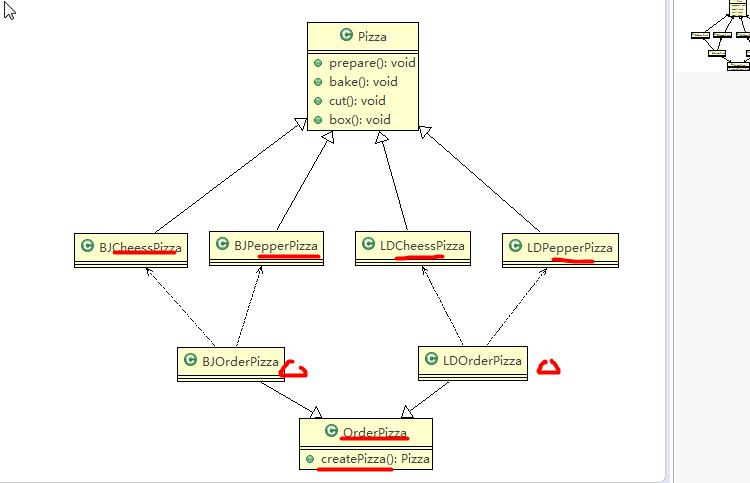 Pizza
prepare(): void
bake(): void
cut(): void
box(): void
BJCheessPizza
BJPepperPizza
LDCheessPizza
LDPepperPizza
BJOrderPizza
LDOrderPizza
OrderPizza
createPizza(): Pizza